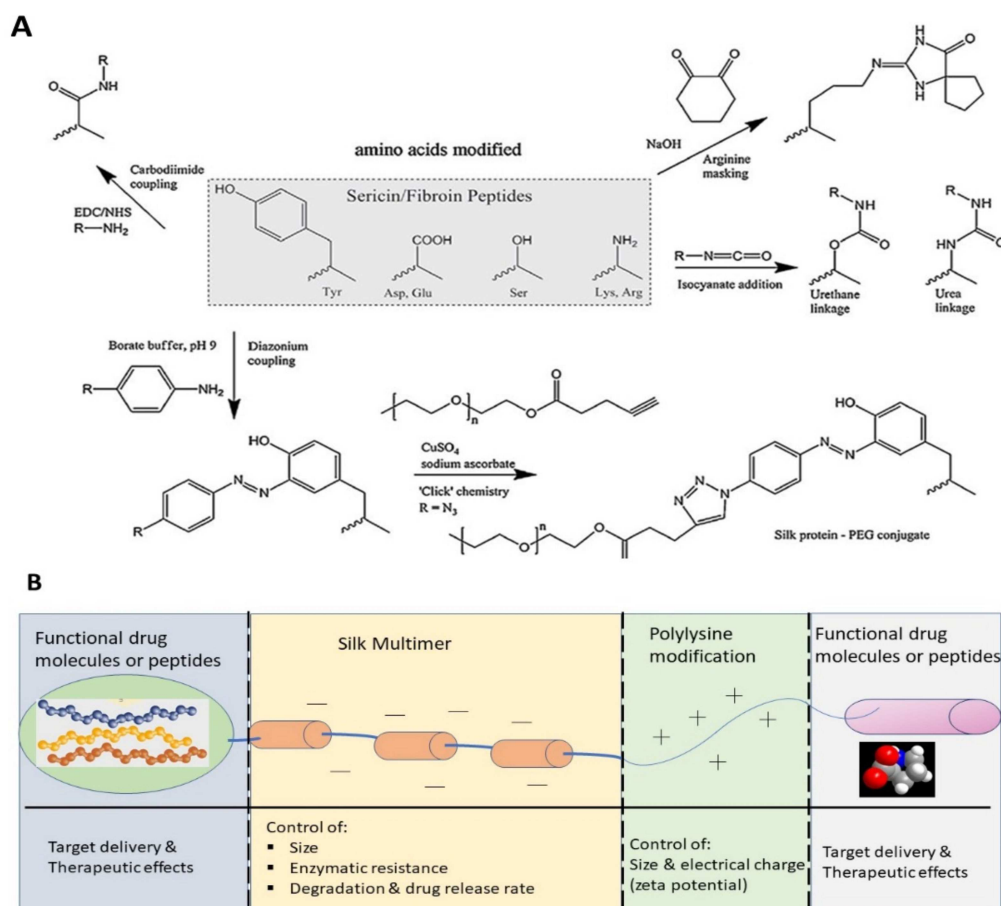 A
R
O
NH
Carbodiimide
coupling
EDC/NHS
R—NH2
amino acids modified
Sericin/Fibroin Peptides
HO
Tyr
COOH
Asp, Glu
OH
Ser
NH2
Lys, Arg
O
O
NaOH
Arginine
masking
N
NH
NH
O
R—N=C=O
Isocyanate addition
R
NH
O
O
Urethane
linkage
R
NH
HN
O
Urea
linkage
Borate buffer, pH 9
Diazonium
coupling
R
NH2
HO
N
N
R
O
n
O
O
CuSO4
sodium ascorbate
'Click' chemistry
R = N3
HO
N
N
N
N
N
O
n
O
Silk protein - PEG conjugate
B
Functional drug
molecules or peptides
Silk Multimer
Polylysine
modification
Functional drug
molecules or peptides
Target delivery &
Therapeutic effects
Control of:
▪ Size
▪ Enzymatic resistance
▪ Degradation & drug release rate
Control of:
Size & electrical charge
(zeta potential)
Target delivery &
Therapeutic effects